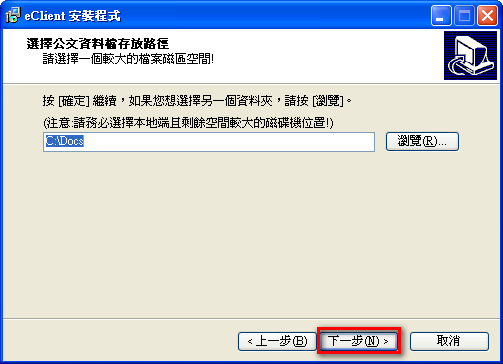 eClient 安裝程式
選擇公文資料檔存放路徑
請選擇一個較大的檔案磁區空間!
按 [確定] 繼續，如果您想選擇另一個資料夾，請按 [瀏覽]。
(注意:請務必選擇本地端且剩餘空間較大的磁碟機位置!)
C:\Docs
瀏覽(R)...
< 上一步(B)
下一步(N) >
取消